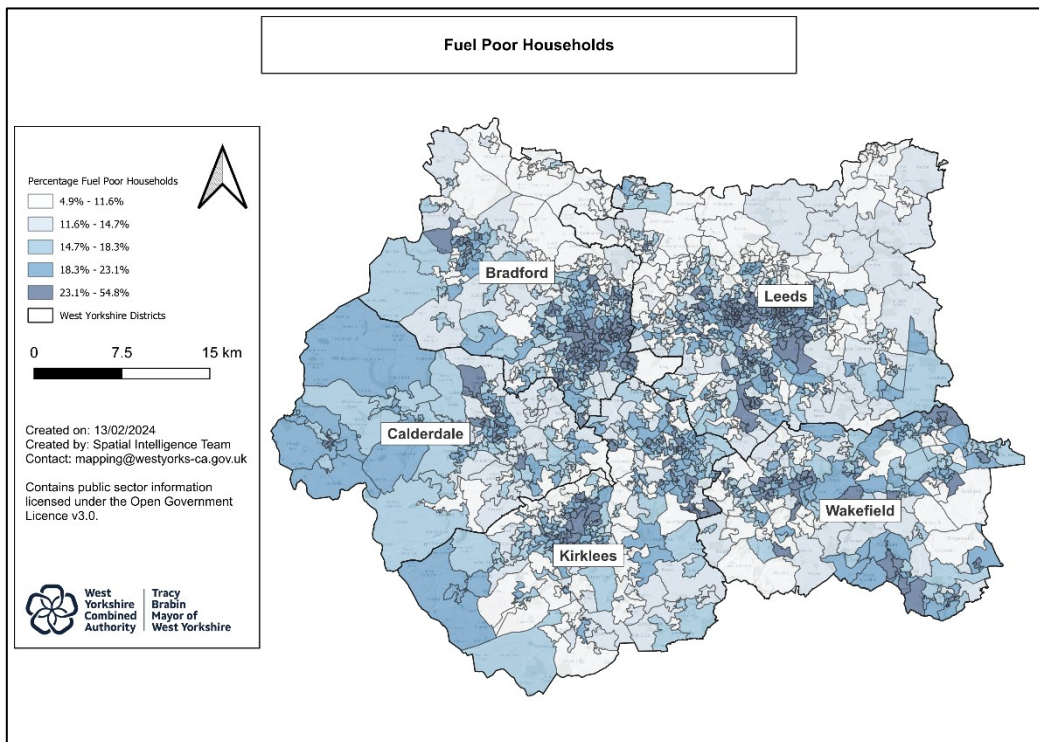 Fuel Poor Households
Percentage Fuel Poor Households
4.9% - 11.6%
11.6% - 14.7%
14.7% - 18.3%
18.3% - 23.1%
23.1% - 54.8%
West Yorkshire Districts
0 7.5 15 km
Created on: 13/02/2024
Created by: Spatial Intelligence Team
Contact: mapping@westyorks-ca.gov.uk
Contains public sector information
licensed under the Open Government
Licence v3.0.
West
Yorkshire
Combined
Authority
Tracy
Brabin
Mayor of
West Yorkshire
Bradford
Leeds
Calderdale
Wakefield
Kirklees